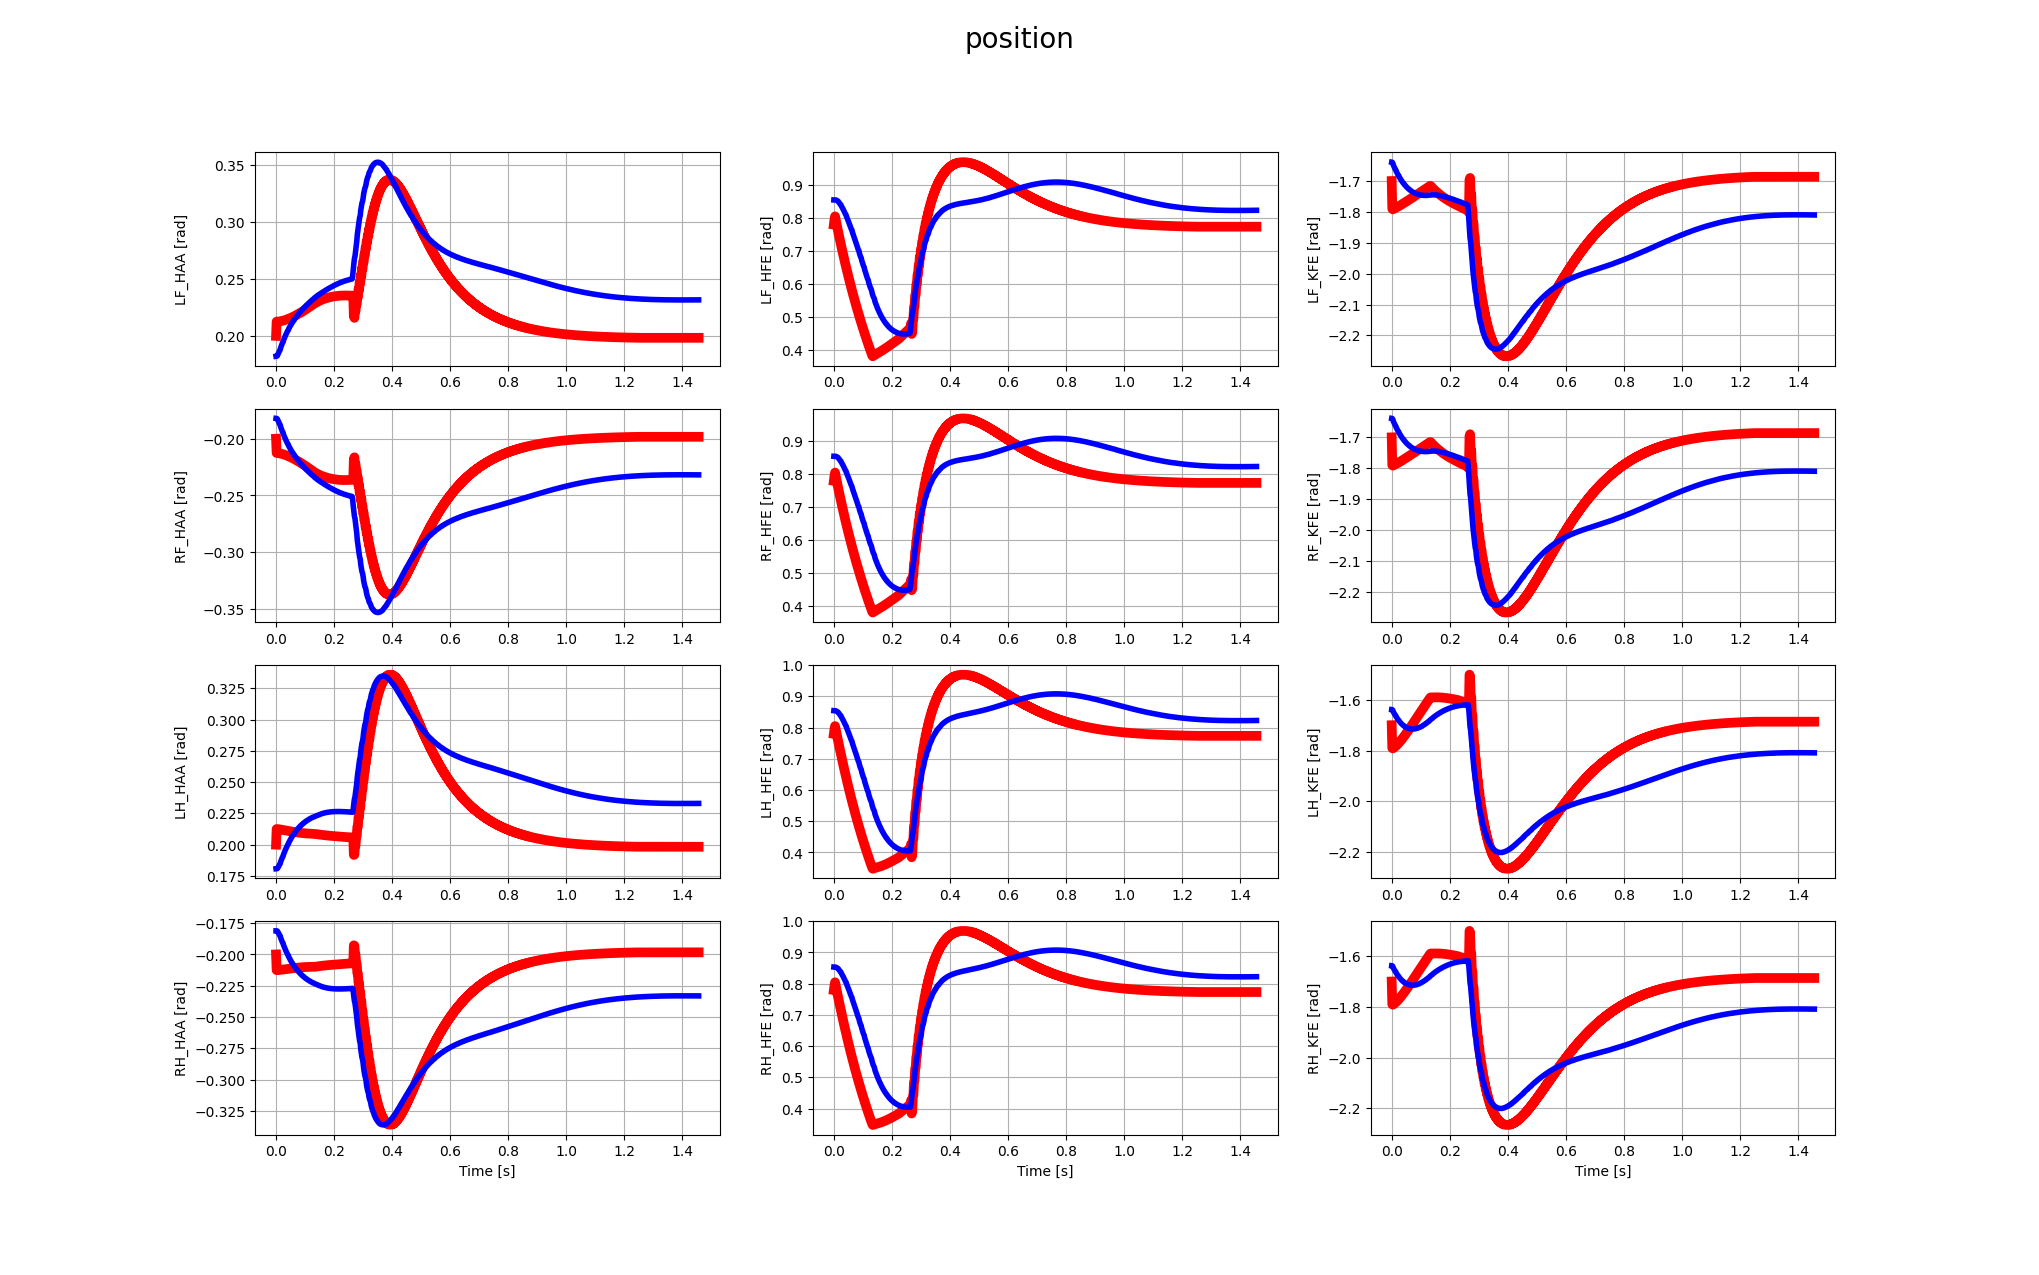 position
LF_HAA [rad]
0.35
0.30
0.25
0.20
0.0 0.2 0.4 0.6 0.8 1.0 1.2 1.4
LF_HFE [rad]
0.9
0.8
0.7
0.6
0.5
0.4
0.0 0.2 0.4 0.6 0.8 1.0 1.2 1.4
LF_KFE [rad]
−1.7
−1.8
−1.9
−2.0
−2.1
−2.2
0.0 0.2 0.4 0.6 0.8 1.0 1.2 1.4
RF_HAA [rad]
−0.20
−0.25
−0.30
−0.35
0.0 0.2 0.4 0.6 0.8 1.0 1.2 1.4
RF_HFE [rad]
0.9
0.8
0.7
0.6
0.5
0.4
0.0 0.2 0.4 0.6 0.8 1.0 1.2 1.4
RF_KFE [rad]
−1.7
−1.8
−1.9
−2.0
−2.1
−2.2
0.0 0.2 0.4 0.6 0.8 1.0 1.2 1.4
LH_HAA [rad]
0.325
0.300
0.275
0.250
0.225
0.200
0.175
0.0 0.2 0.4 0.6 0.8 1.0 1.2 1.4
LH_HFE [rad]
1.0
0.9
0.8
0.7
0.6
0.5
0.4
0.0 0.2 0.4 0.6 0.8 1.0 1.2 1.4
LH_KFE [rad]
−1.6
−1.8
−2.0
−2.2
0.0 0.2 0.4 0.6 0.8 1.0 1.2 1.4
RH_HAA [rad]
−0.175
−0.200
−0.225
−0.250
−0.275
−0.300
−0.325
0.0 0.2 0.4 0.6 0.8 1.0 1.2 1.4
Time [s]
RH_HFE [rad]
1.0
0.9
0.8
0.7
0.6
0.5
0.4
0.0 0.2 0.4 0.6 0.8 1.0 1.2 1.4
Time [s]
RH_KFE [rad]
−1.6
−1.8
−2.0
−2.2
0.0 0.2 0.4 0.6 0.8 1.0 1.2 1.4
Time [s]